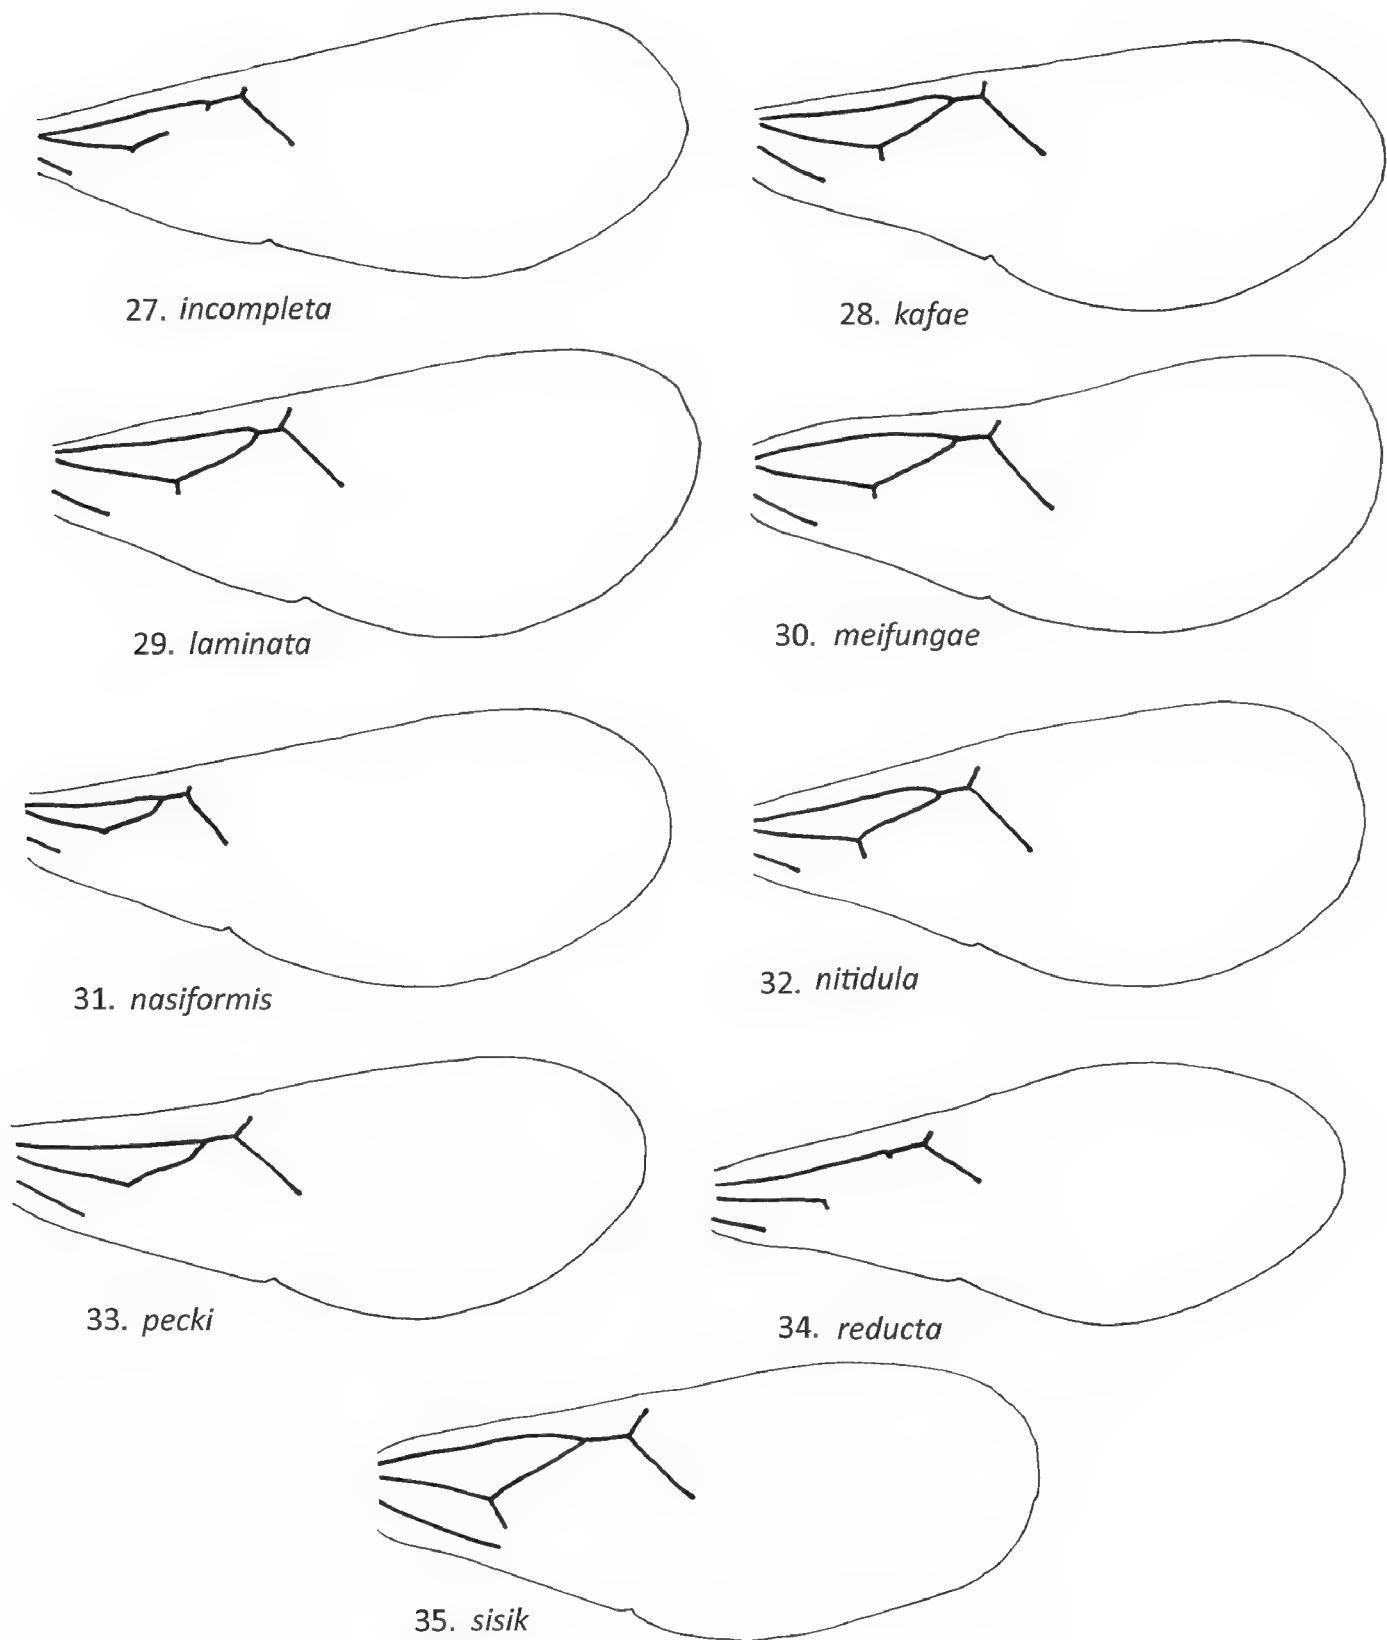 27. incompleta
28. kafae
29. laminata
30. meifungae
31. nasiformis
32. nitidula
33. pecki
34. reducta
35. sisik